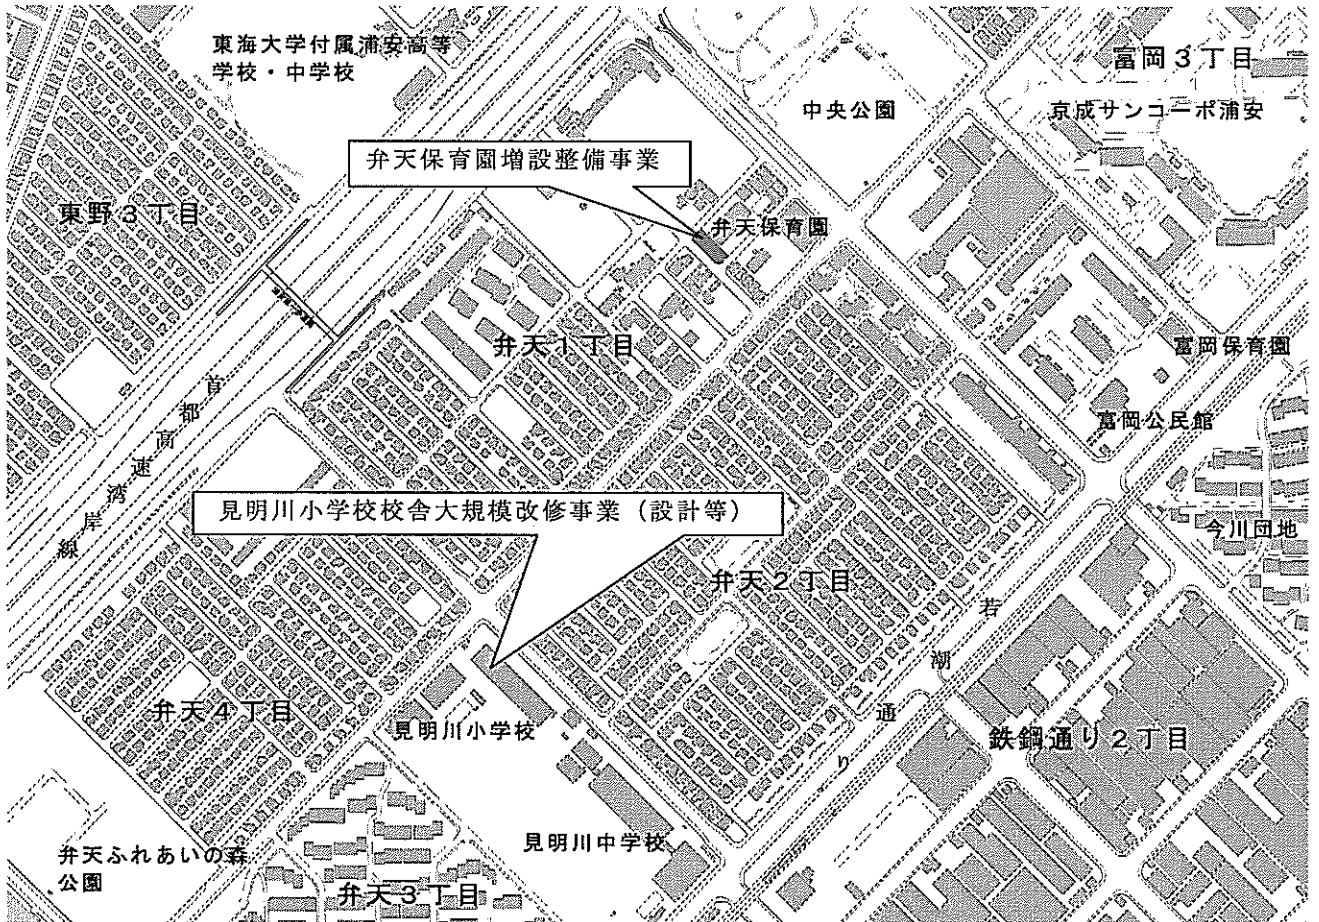 東海大学付属浦安高等
学校・中学校
富岡3丁目
中央公園
京成サンコーポ浦安
弁天保育園増設整備事業
東野3丁目
弁天保育園
弁天1丁目
富岡保育園
首都高速湾岸線
富岡公民館
見明川小学校校舎大規模改修事業（設計等）
今川団地
弁天2丁目
若潮通り
弁天4丁目
見明川小学校
鉄鋼通り2丁目
見明川中学校
弁天ふれあいの森
公園
弁天3丁目